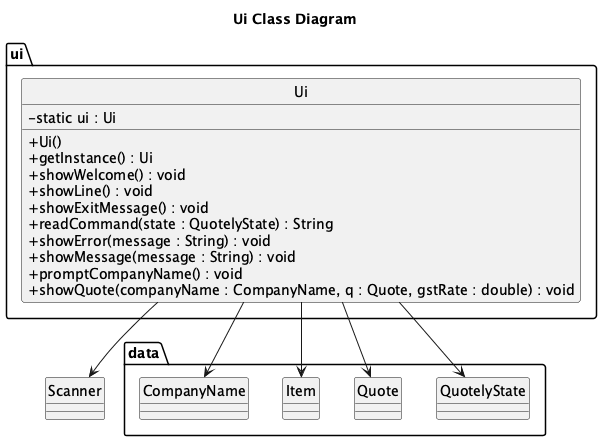 Ui Class Diagram
ui
Ui
-static ui : Ui
+Ui()
+getInstance() : Ui
+showWelcome() : void
+showLine() : void
+showExitMessage() : void
+readCommand(state : QuotelyState) : String
+showError(message : String) : void
+showMessage(message : String) : void
+promptCompanyName() : void
+showQuote(companyName : CompanyName, q : Quote, gstRate : double) : void
data
Scanner
CompanyName
Item
Quote
QuotelyState